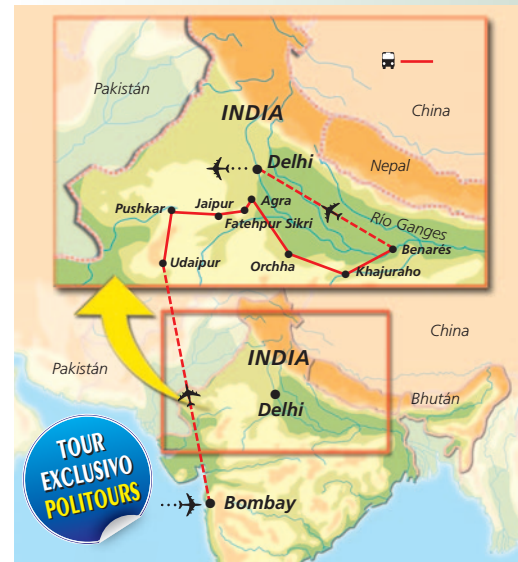 Pakistán
China
INDIA
Delhi
Nepal
Pushkar
Jaipur
Agra
Fatehpur Sikri
Río Ganges
Benarés
Udaipur
Orchha
Khajuraho
China
INDIA
Pakistán
Bhután
Delhi
TOUR
EXCLUSIVO
POLITOURS
Bombay